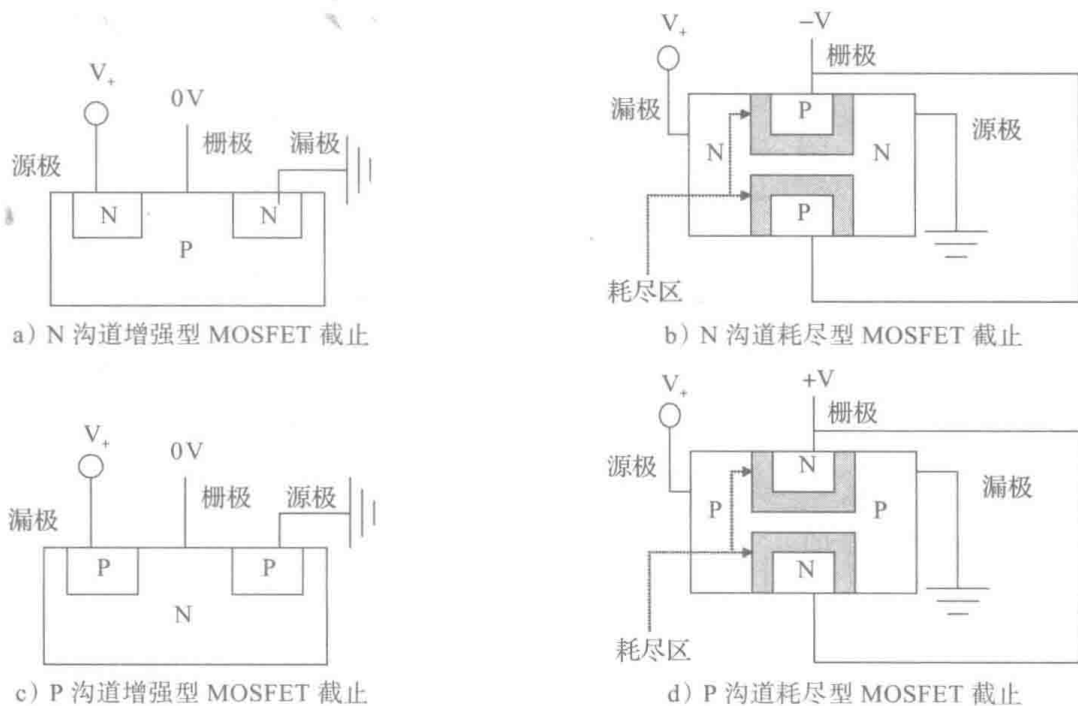 V+
0V
栅极
漏极
源极
N
N
P
a）N 沟道增强型 MOSFET 截止
V+
−V
栅极
漏极
P
源极
N
N
P
耗尽区
b）N 沟道耗尽型 MOSFET 截止
V+
0V
栅极
源极
漏极
P
P
N
c）P 沟道增强型 MOSFET 截止
V+
+V
栅极
源极
N
漏极
P
P
N
耗尽区
d）P 沟道耗尽型 MOSFET 截止